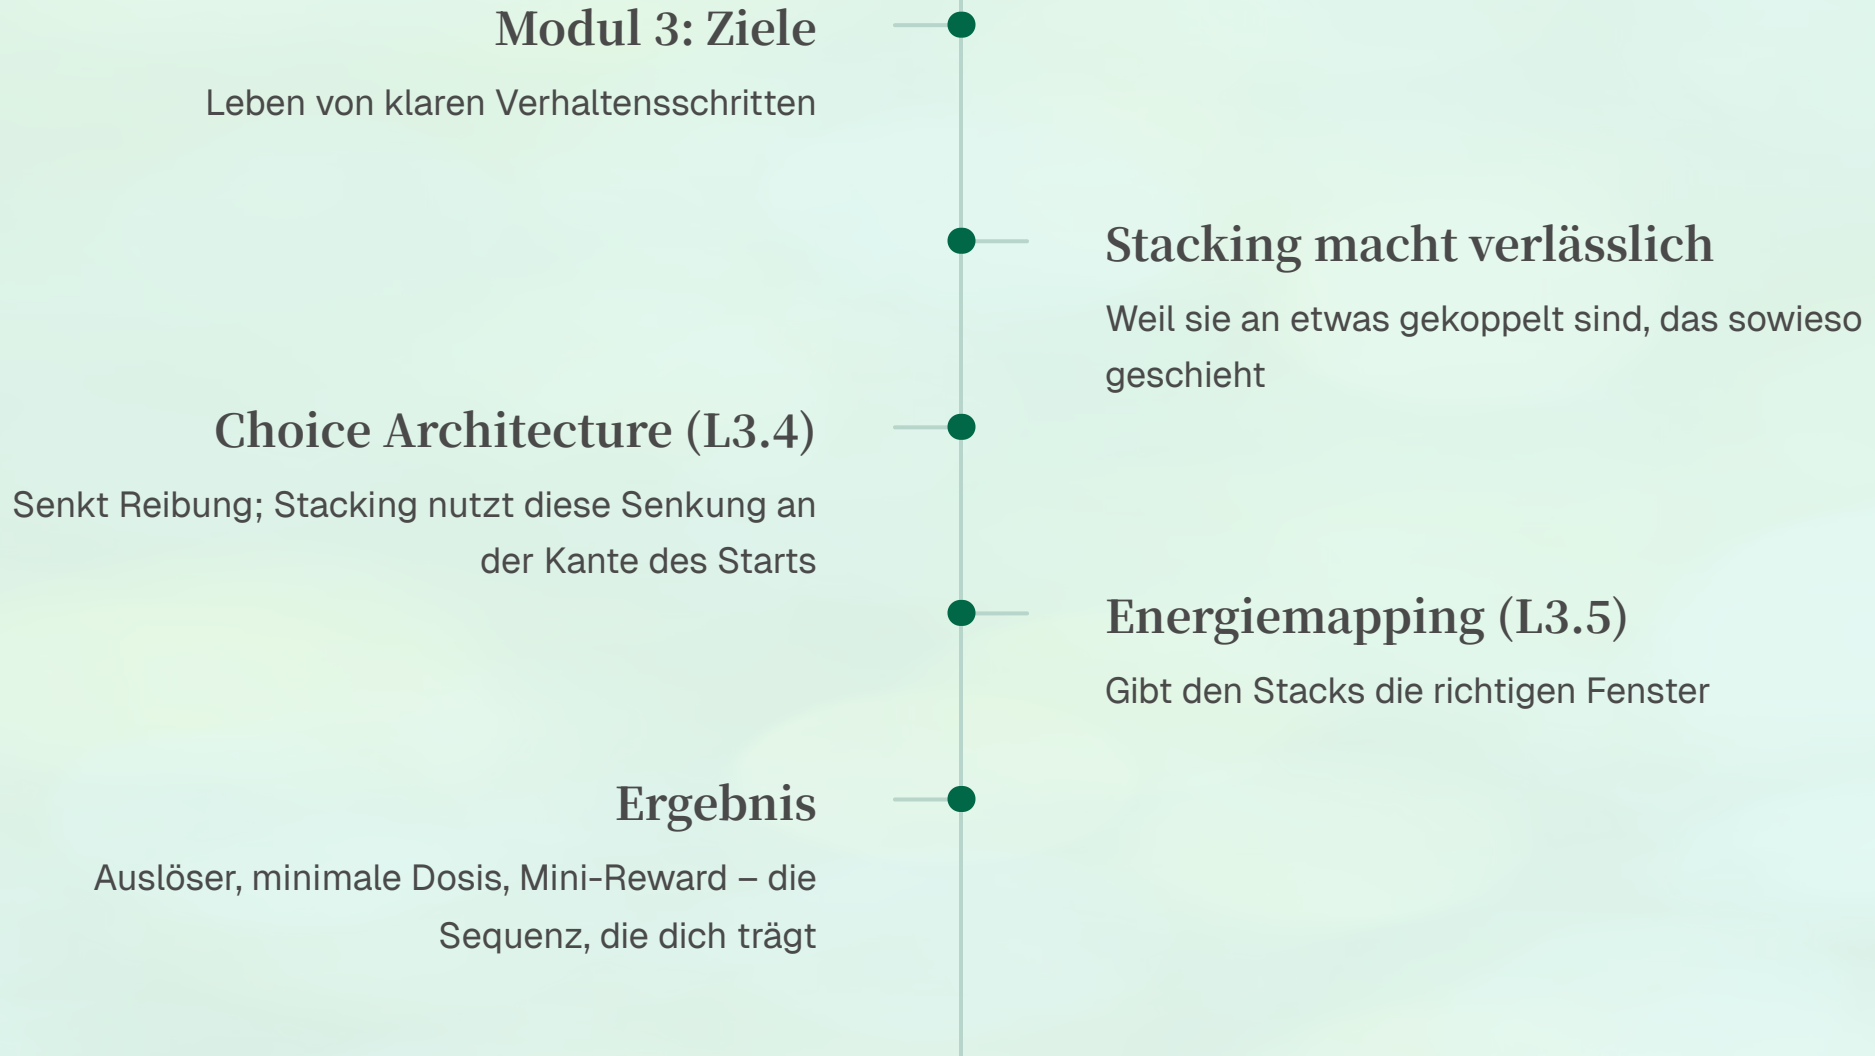 Modul 3: Ziele
Leben von klaren Verhaltensschritten
Stacking macht verlässlich
Weil sie an etwas gekoppelt sind, das sowieso
geschieht
Choice Architecture (L3.4)
Senkt Reibung; Stacking nutzt diese Senkung an
der Kante des Starts
Energiemapping (L3.5)
Gibt den Stacks die richtigen Fenster
Ergebnis
Auslöser, minimale Dosis, Mini-Reward – die
Sequenz, die dich trägt